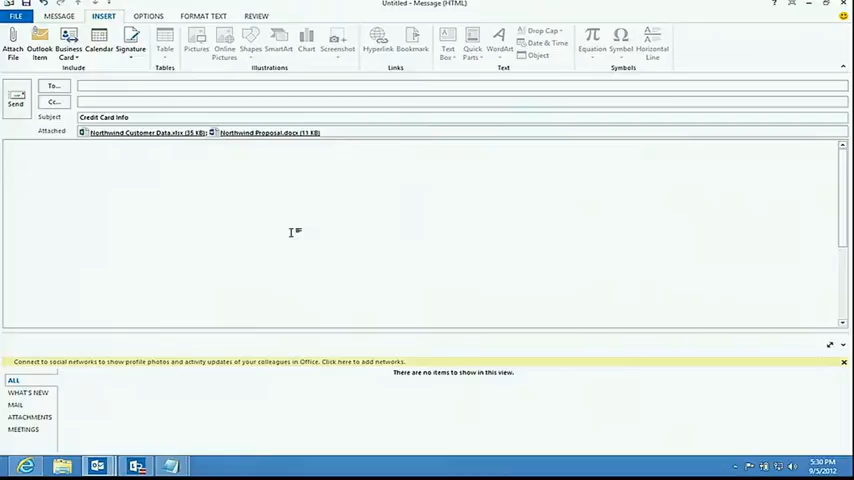 Untitled - Message (HTML)
FILE MESSAGE INSERT OPTIONS FORMAT TEXT REVIEW
Attach File
Outlook Item
Business Card
Calendar
Signature
Table
Pictures
Online Pictures
Shapes
SmartArt
Chart
Screenshot
Hyperlink
Bookmark
Text Box
Quick Parts
WordArt
Drop Cap
Date & Time
Object
Equation
Symbol
Horizontal Line
Include Tables Illustrations Links Text Symbols
Send
To...
Cc...
Subject Credit Card Info
Attached Northwind Customer Data.xlsx (35 KB); Northwind Proposal.docx (11 KB)
Connect to social networks to show profile photos and activity updates of your colleagues in Office. Click here to add networks.
There are no items to show in this view.
ALL
WHAT'S NEW
MAIL
ATTACHMENTS
MEETINGS
5:30 PM
9/5/2012